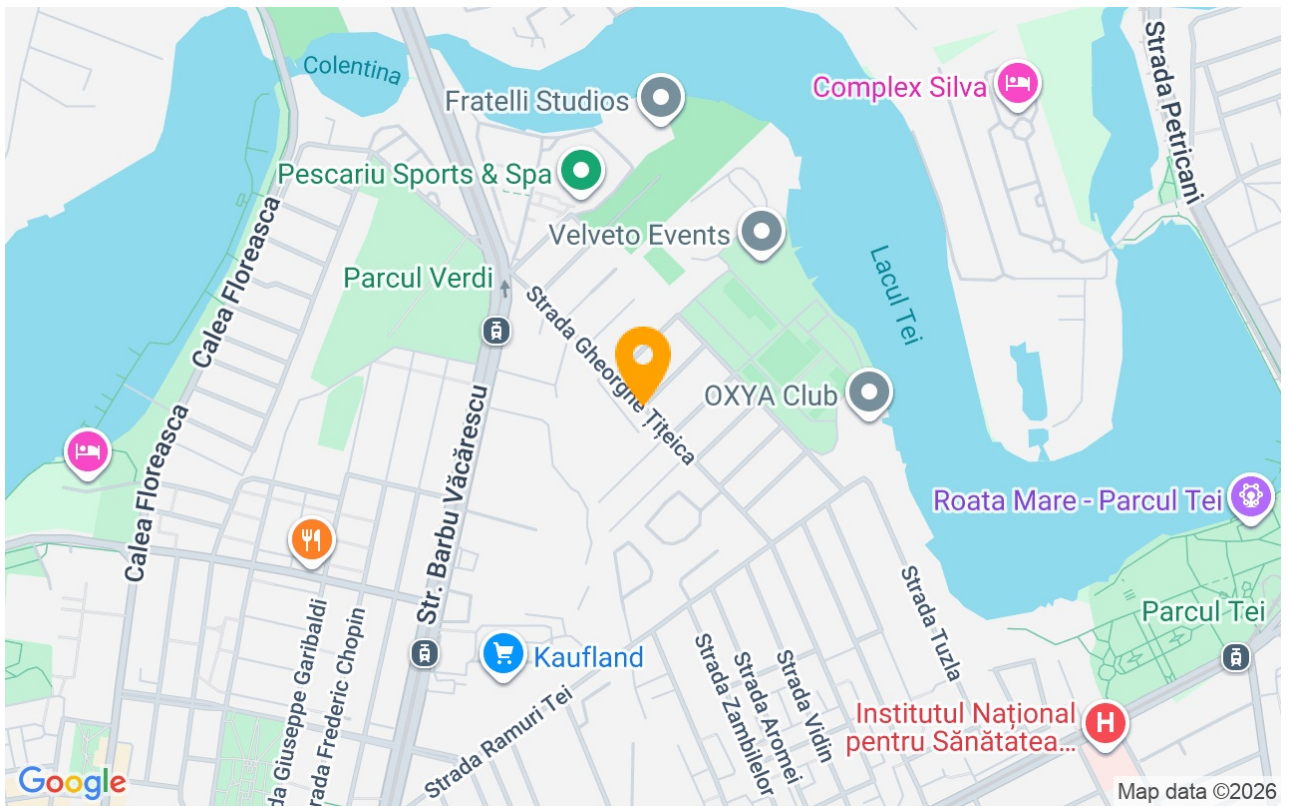 Colentina
Fratelli Studios
Complex Silva
Strada Petricani
Pescariu Sports & Spa
Calea Floreasca
Velveto Events
Lacul Tei
Parcul Verdi
Strada Gheorghe Țițeica
OXYA Club
Calea Floreasca
Str. Barbu Văcărescu
Roata Mare - Parcul Tei
Strada Tuzla
Parcul Tei
Kaufland
Strada Ramuri Tei
Strada Zambilelor
Strada Aromei
Strada Vidin
Institutul Național
pentru Sănătatea...
da Giuseppe Garibaldi
rada Frederic Chopin
H
Google
Map data ©2026